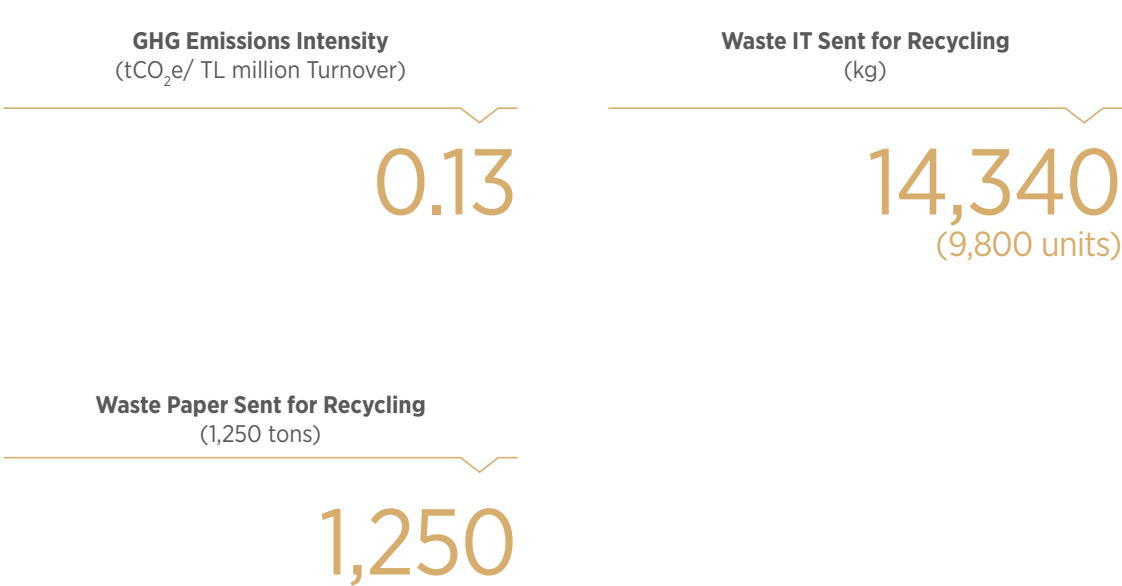 GHG Emissions Intensity
(tCO₂e/ TL million Turnover)
0.13
Waste IT Sent for Recycling
(kg)
14,340
(9,800 units)
Waste Paper Sent for Recycling
(1,250 tons)
1,250